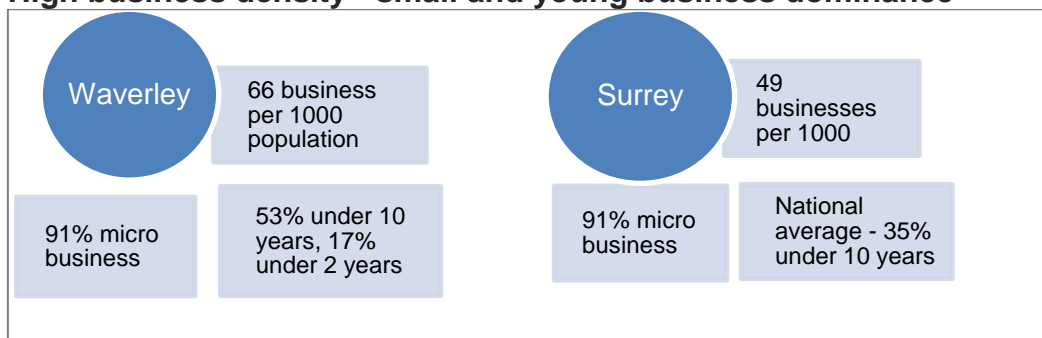 High business density - small and young business dominance
Waverley
66 business
per 1000
population
91% micro
business
53% under 10
years, 17%
under 2 years
Surrey
49
businesses
per 1000
91% micro
business
National
average - 35%
under 10 years